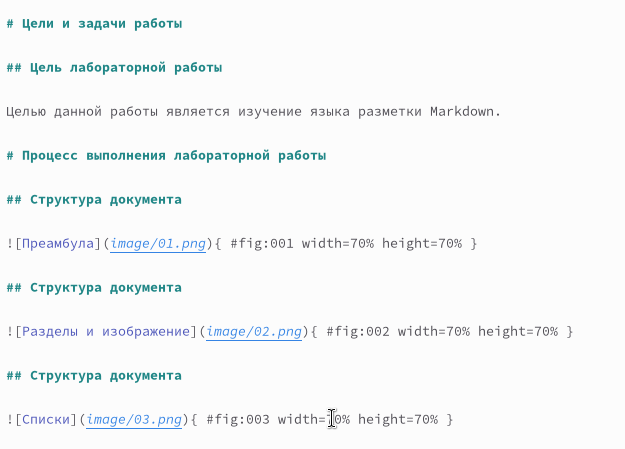 # Цели и задачи работы
## Цель лабораторной работы
Целью данной работы является изучение языка разметки Markdown.
# Процесс выполнения лабораторной работы
## Структура документа
![Преамбула](image/01.png){ #fig:001 width=70% height=70% }
## Структура документа
![Разделы и изображение](image/02.png){ #fig:002 width=70% height=70% }
## Структура документа
![Списки](image/03.png){ #fig:003 width=70% height=70% }